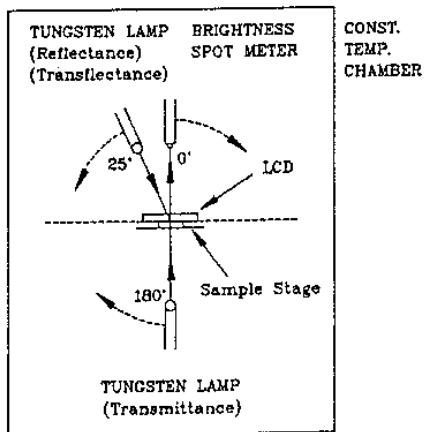 TUNGSTEN LAMP BRIGHTNESS CONST.
(Reflectance) SPOT METER TEMP.
(Transflectance) CHAMBER
25°
0°
LCD
180°
Sample Stage
TUNGSTEN LAMP
(Transmittance)